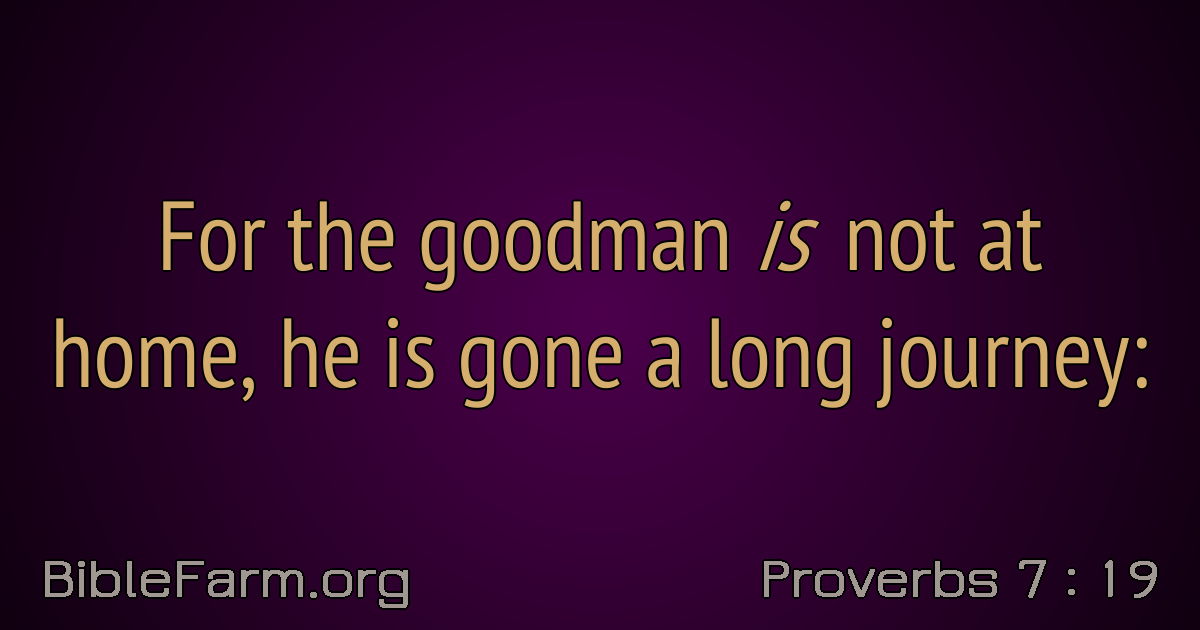 For the goodman is not at
home, he is gone a long journey:
BibleFarm.org
Proverbs 7 : 19